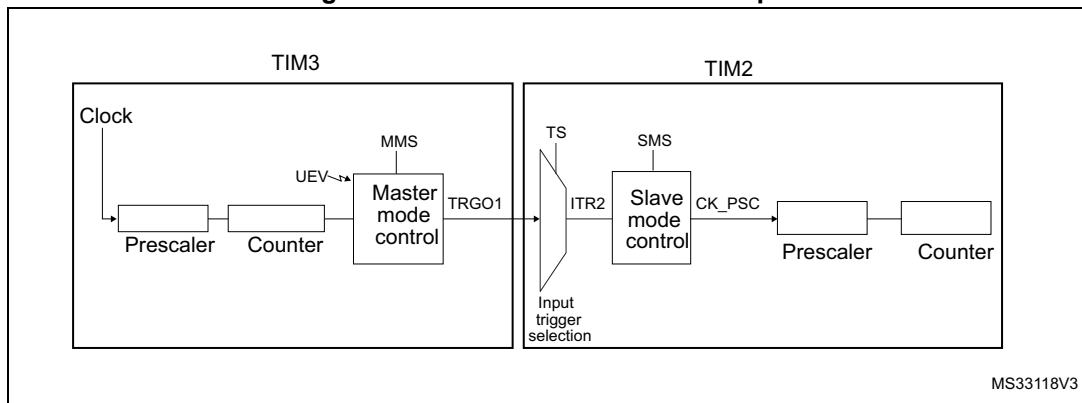 TIM3
TIM2
Clock
MMS
TS
SMS
UEV
Master
mode
control
TRGO1
ITR2
Slave
mode
control
CK_PSC
Prescaler
Counter
Prescaler
Counter
Input
trigger
selection
MS33118V3